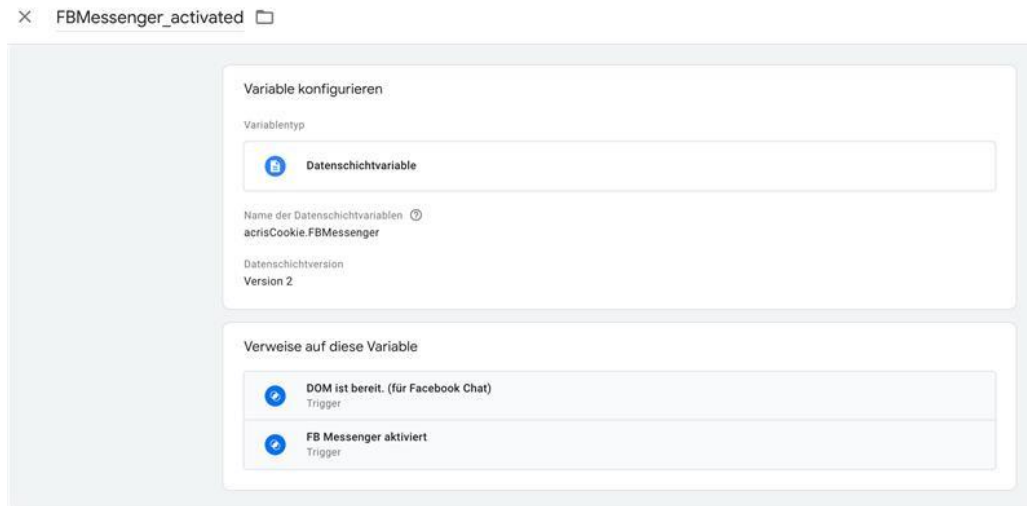 FBMessenger_activated
Variable konfigurieren
Variablentyp
Datenschichtvariable
Name der Datenschichtvariablen
acrisCookie.FBMessenger
Datenschichtversion
Version 2
Verweise auf diese Variable
DOM ist bereit. (für Facebook Chat)
Trigger
FB Messenger aktiviert
Trigger